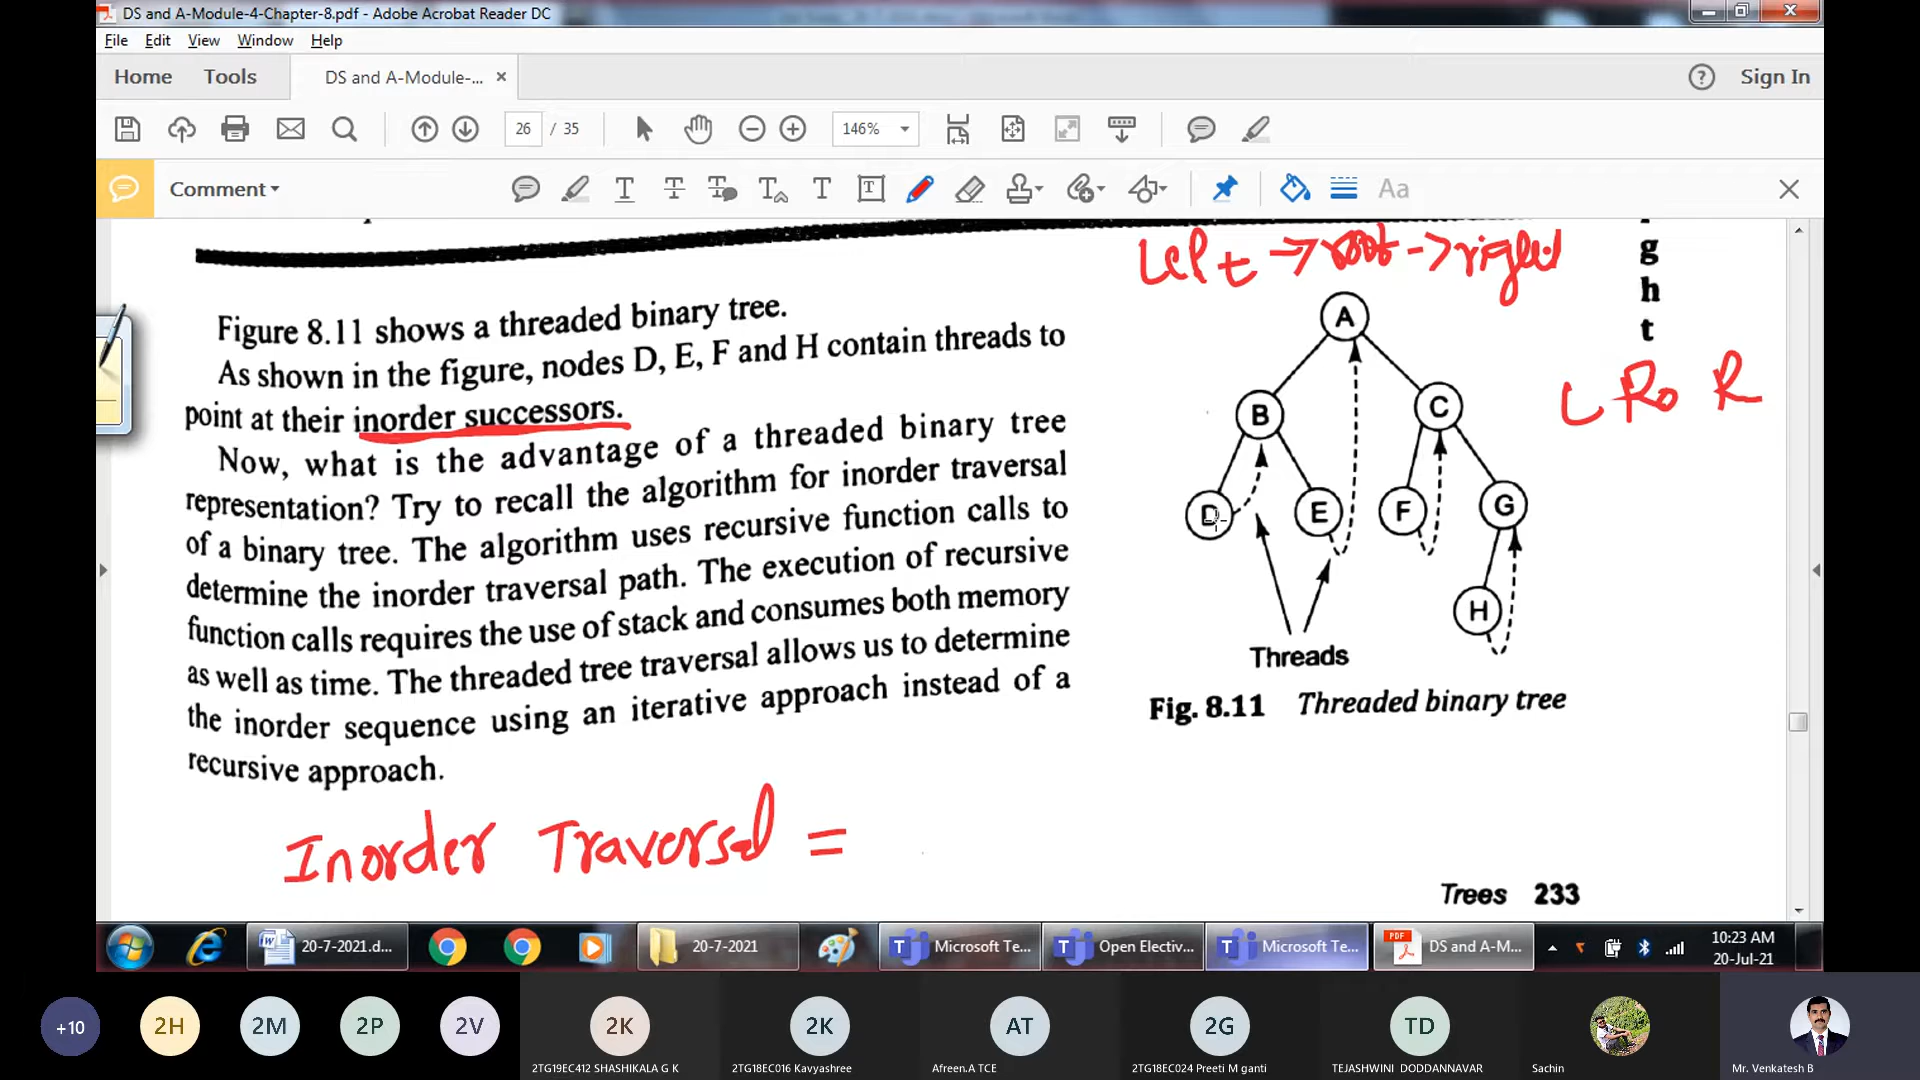 DS and A-Module-4-Chapter-8.pdf - Adobe Acrobat Reader DC
File Edit View Window Help
Home Tools DS and A-Module-... × Sign In
26 / 35 146%
Comment Aa
Left -> root -> right
g
h
t
L Ro R
Figure 8.11 shows a threaded binary tree.
As shown in the figure, nodes D, E, F and H contain threads to
point at their inorder successors.
Now, what is the advantage of a threaded binary tree
representation? Try to recall the algorithm for inorder traversal
of a binary tree. The algorithm uses recursive function calls to
determine the inorder traversal path. The execution of recursive
function calls requires the use of stack and consumes both memory
as well as time. The threaded tree traversal allows us to determine
the inorder sequence using an iterative approach instead of a
recursive approach.
A
B C
D E F G
H
Threads
Fig. 8.11 Threaded binary tree
Inorder Traversal =
Trees 233
20-7-2021.d... 20-7-2021 Microsoft Te... Open Electiv... Microsoft Te... DS and A-M... 10:23 AM
20-Jul-21
+10 2H 2M 2P 2V 2K 2K AT 2G TD
2TG19EC412 SHASHIKALA G K 2TG18EC016 Kavyashree Afreen.A TCE 2TG18EC024 Preeti M ganti TEJASHWINI DODDANNAVAR Sachin Mr. Venkatesh B